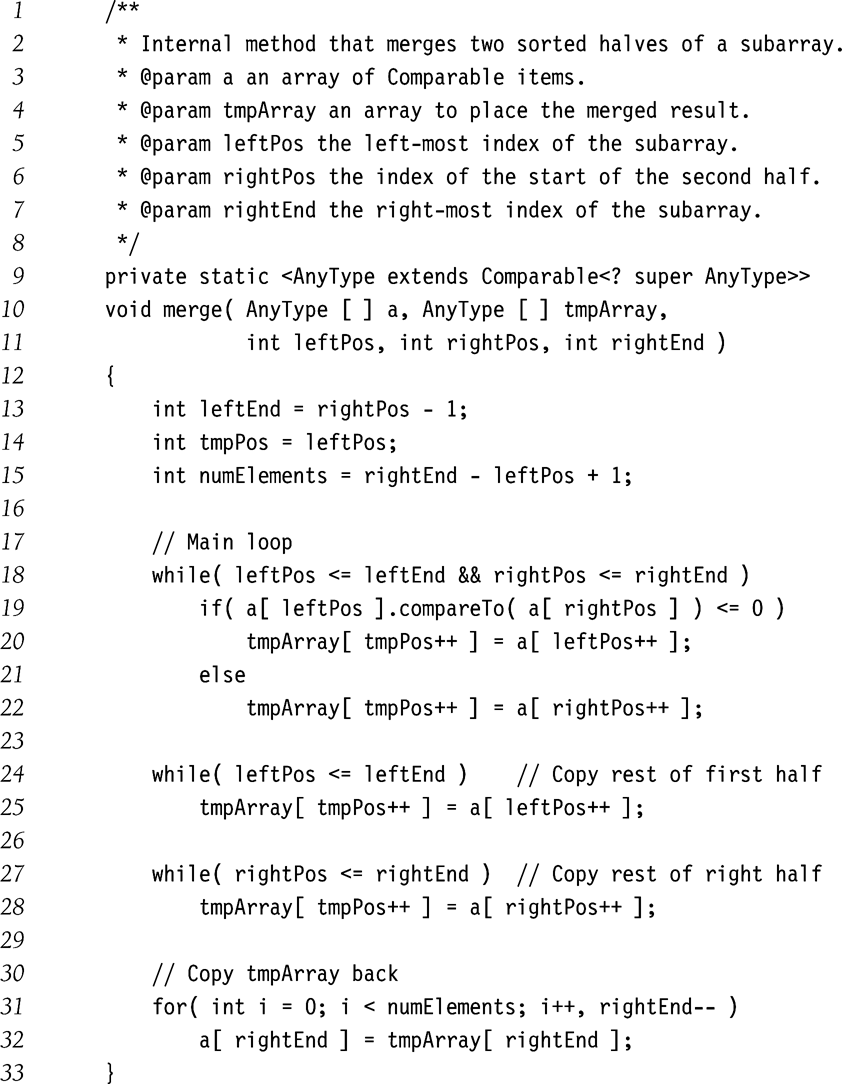 1 /**
2  * Internal method that merges two sorted halves of a subarray.
3  * @param a an array of Comparable items.
4  * @param tmpArray an array to place the merged result.
5  * @param leftPos the left-most index of the subarray.
6  * @param rightPos the index of the start of the second half.
7  * @param rightEnd the right-most index of the subarray.
8  */
9 private static <AnyType extends Comparable<? super AnyType>>
10 void merge( AnyType [ ] a, AnyType [ ] tmpArray,
11             int leftPos, int rightPos, int rightEnd )
12 {
13     int leftEnd = rightPos - 1;
14     int tmpPos = leftPos;
15     int numElements = rightEnd - leftPos + 1;
16
17     // Main loop
18     while( leftPos <= leftEnd && rightPos <= rightEnd )
19         if( a[ leftPos ].compareTo( a[ rightPos ] ) <= 0 )
20             tmpArray[ tmpPos++ ] = a[ leftPos++ ];
21         else
22             tmpArray[ tmpPos++ ] = a[ rightPos++ ];
23
24     while( leftPos <= leftEnd )    // Copy rest of first half
25         tmpArray[ tmpPos++ ] = a[ leftPos++ ];
26
27     while( rightPos <= rightEnd )  // Copy rest of right half
28         tmpArray[ tmpPos++ ] = a[ rightPos++ ];
29
30     // Copy tmpArray back
31     for( int i = 0; i < numElements; i++, rightEnd-- )
32         a[ rightEnd ] = tmpArray[ rightEnd ];
33 }